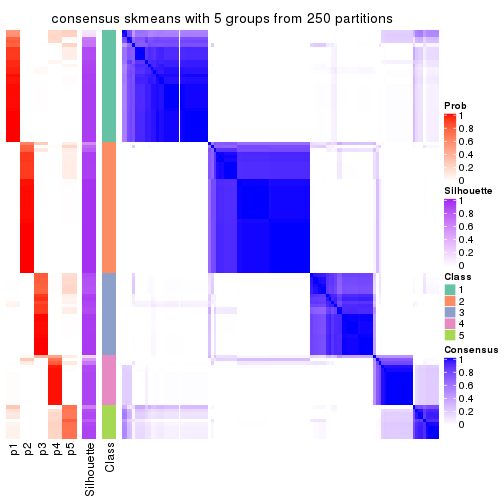 consensus skmeans with 5 groups from 250 partitions
Prob
1
0.8
0.6
0.4
0.2
0
Silhouette
1
0.8
0.6
0.4
0.2
0
Class
1
2
3
4
5
Consensus
1
0.8
0.6
0.4
0.2
0
p1
p2
p3
p4
p5
Silhouette
Class